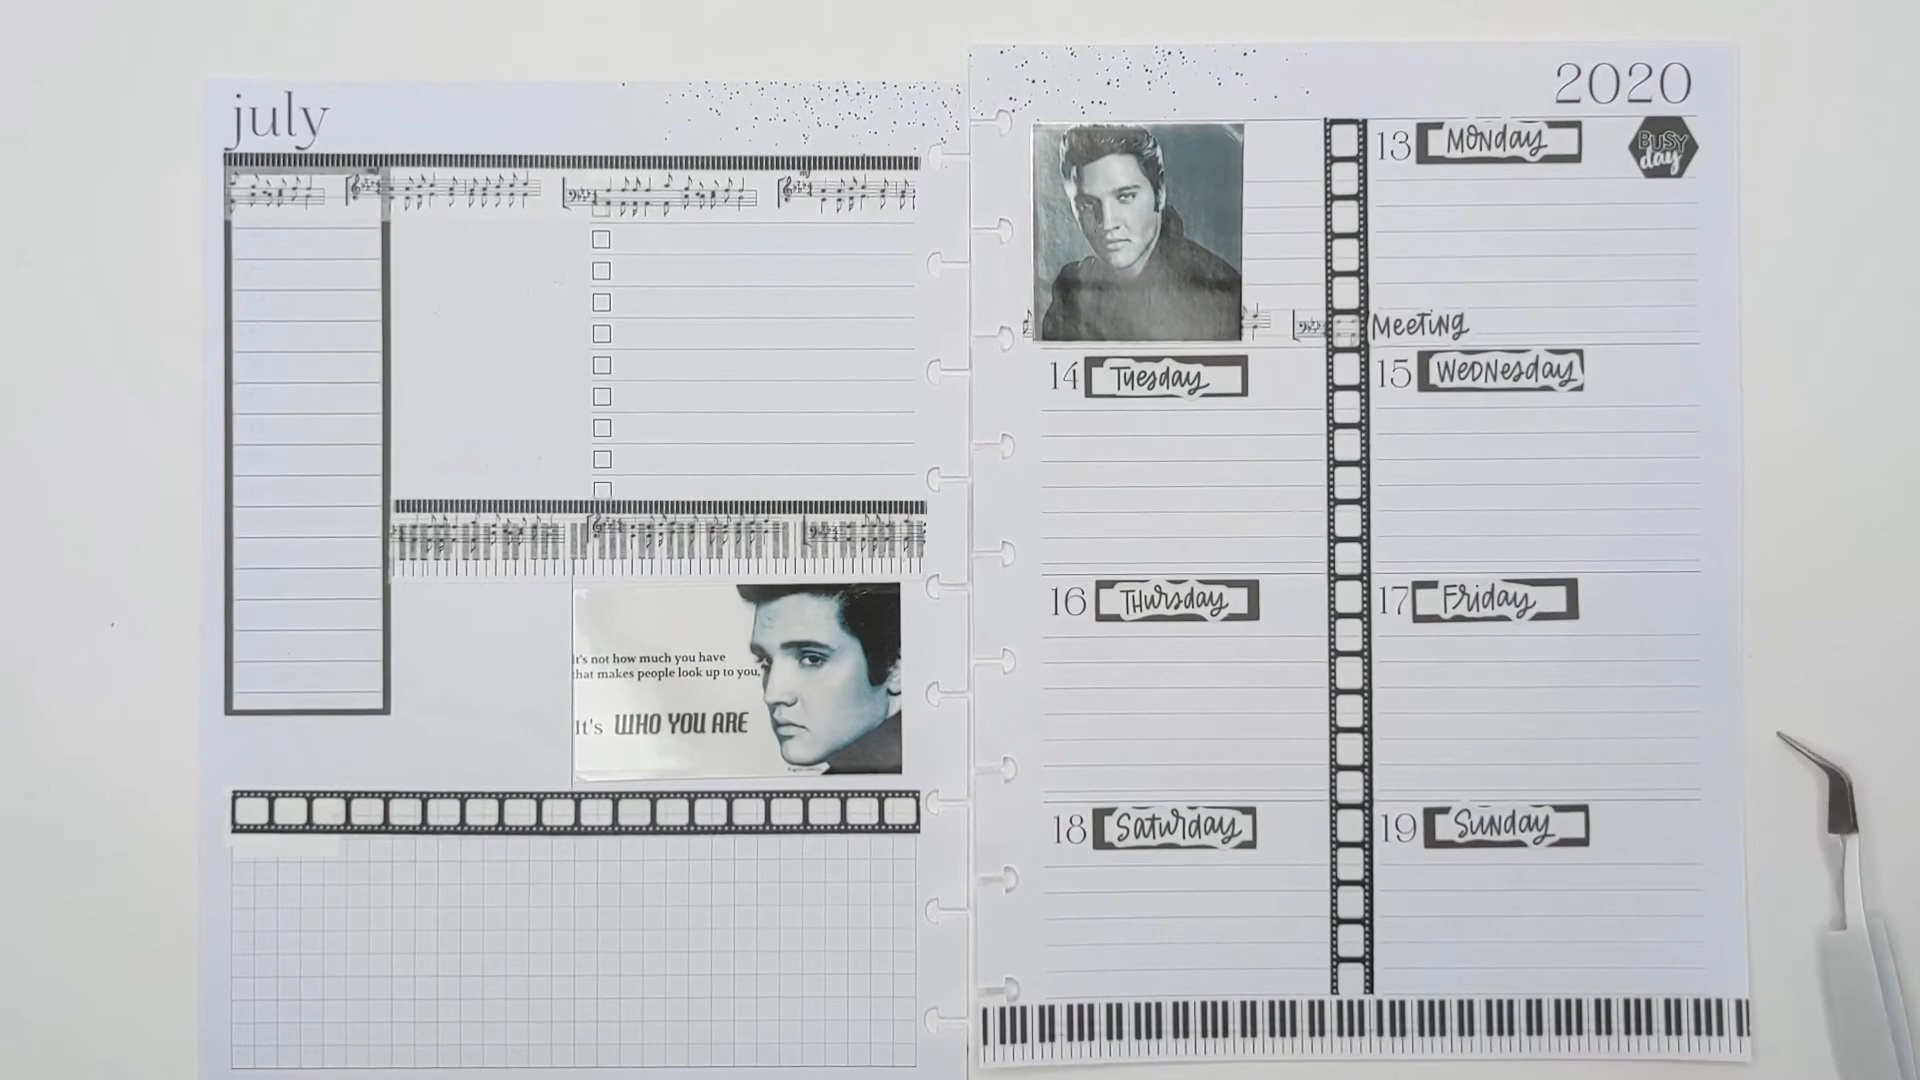 july
It's not how much you have
that makes people look up to you,
It's WHO YOU ARE
2020
13 Monday
BUSY
day
Meeting
14 Tuesday
15 Wednesday
16 Thursday
17 Friday
18 Saturday
19 Sunday